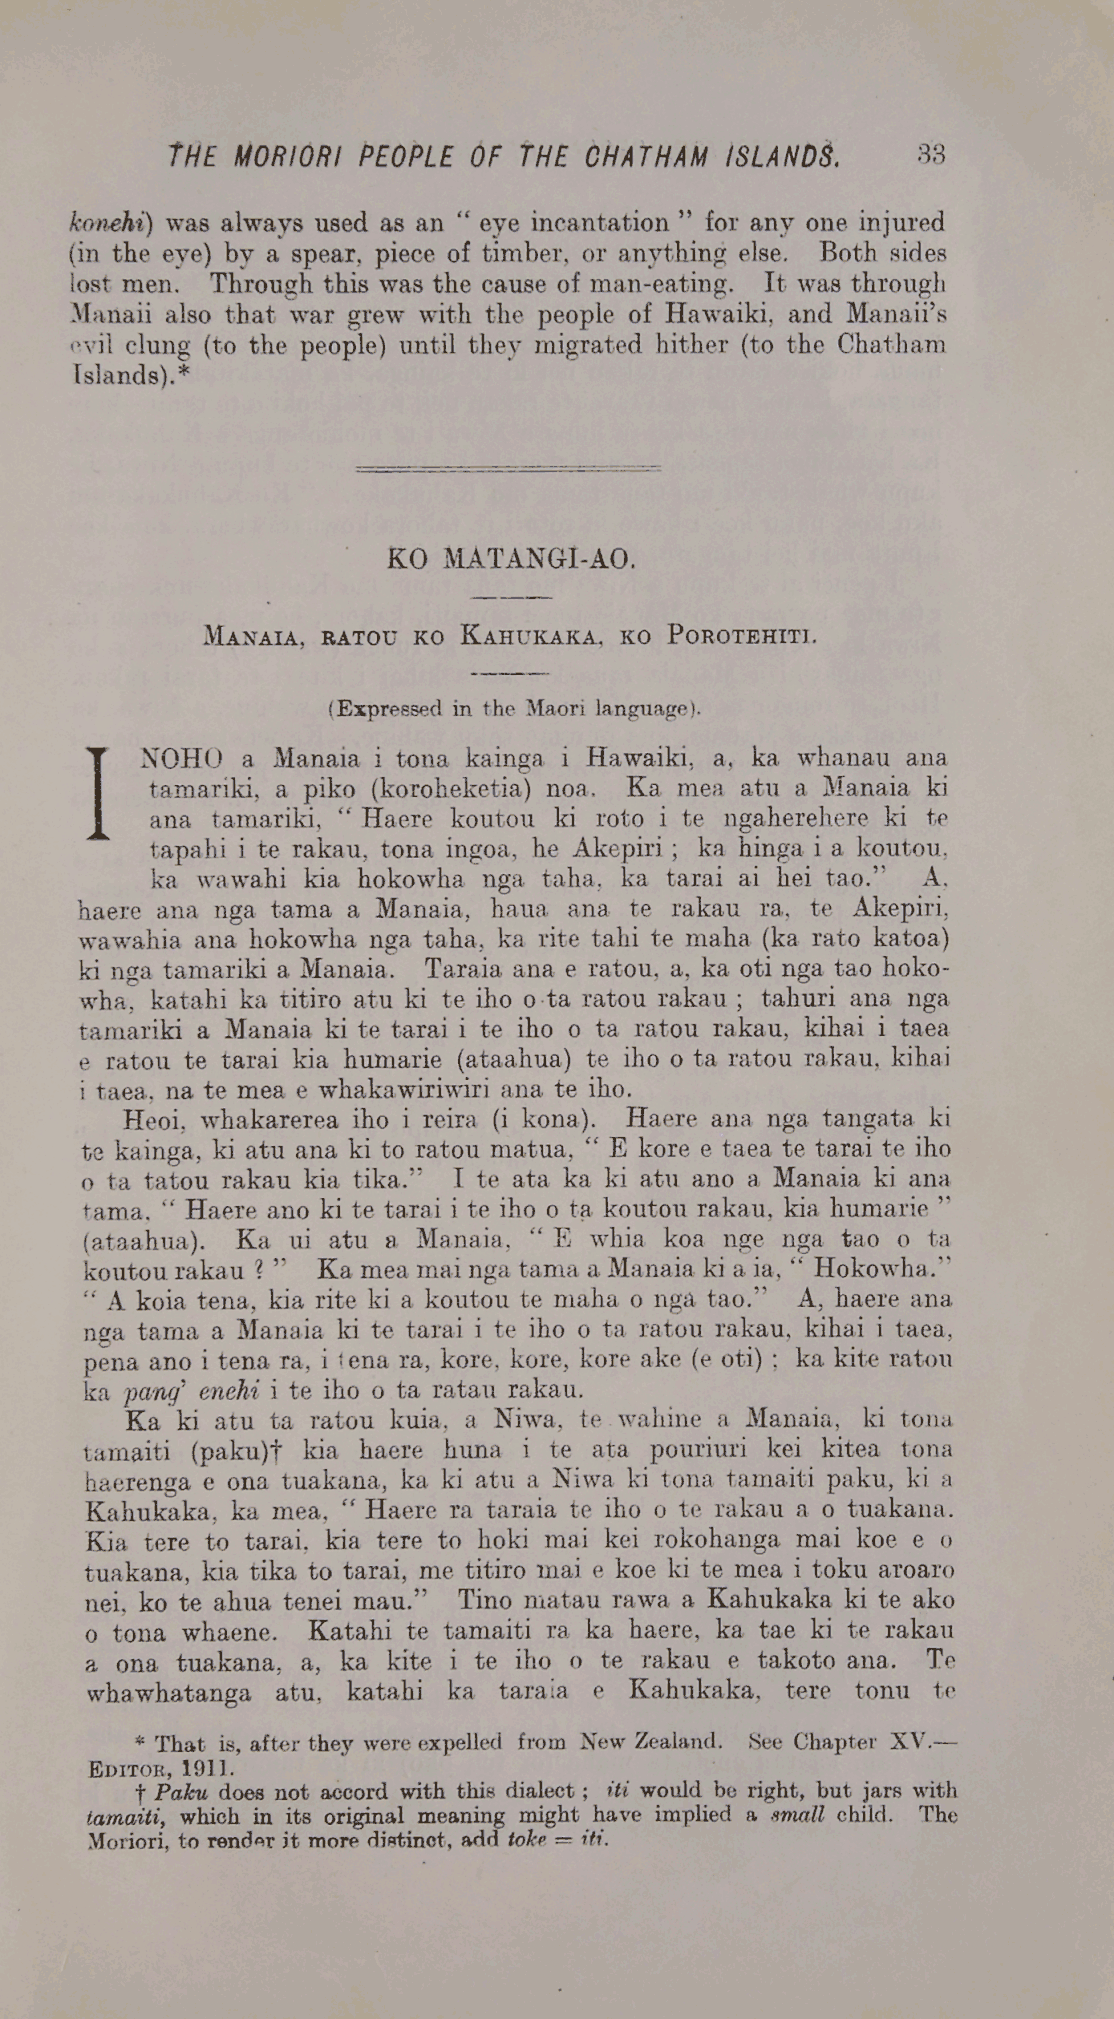 THE MORIORI PEOPLE OF THE CHATHAM ISLANDS. 33
konehi) was always used as an “ eye incantation ” for any one injured
(in the eye) by a spear, piece of timber, or anything else. Both sides
lost men. Through this was the cause of man-eating. It was through
Manaii also that war grew with the people of Hawaiki, and Manaii's
evil clung (to the people) until they migrated hither (to the Chatham
Islands).*
KO MATANGI-AO.
MANAIA, RATOU KO KAHUKAKA, KO POROTEHITI.
(Expressed in the Maori language).
I NOHO a Manaia i tona kainga i Hawaiki, a, ka whanau ana
tamariki, a piko (koroheketia) noa. Ka mea atu a Manaia ki
ana tamariki, “ Haere koutou ki roto i te ngaherehere ki te
tapahi i te rakau, tona ingoa, he Akepiri ; ka hinga i a koutou,
ka wawahi kia hokowha nga taha, ka tarai ai hei tao.” A,
haere ana nga tama a Manaia, haua ana te rakau ra, te Akepiri,
wawahia ana hokowha nga taha, ka rite tahi te maha (ka rato katoa)
ki nga tamariki a Manaia. Taraia ana e ratou, a, ka oti nga tao hoko-
wha, katahi ka titiro atu ki te iho o ta ratou rakau ; tahuri ana nga
tamariki a Manaia ki te tarai i te iho o ta ratou rakau, kihai i taea
e ratou te tarai kia humarie (ataahua) te iho o ta ratou rakau, kihai
i taea, na te mea e whakawiriwiri ana te iho.
Heoi, whakarerea iho i reira (i kona). Haere ana nga tangata ki
te kainga, ki atu ana ki to ratou matua, “ E kore e taea te tarai te iho
o ta tatou rakau kia tika.” I te ata ka ki atu ano a Manaia ki ana
tama, “ Haere ano ki te tarai i te iho o ta koutou rakau, kia humarie ”
(ataahua). Ka ui atu a Manaia, “ E whia koa nge nga tao o ta
koutou rakau ? ” Ka mea mai nga tama a Manaia ki a ia, “ Hokowha.”
“ A koia tena, kia rite ki a koutou te maha o nga tao.” A, haere ana
nga tama a Manaia ki te tarai i te iho o ta ratou rakau, kihai i taea,
pena ano i tena ra, i tena ra, kore, kore, kore ake (e oti) ; ka kite ratou
ka pang' enehi i te iho o ta ratau rakau.
Ka ki atu ta ratou kuia, a Niwa, te wahine a Manaia, ki tona
tamaiti (paku)† kia haere huna i te ata pouriuri kei kitea tona
haerenga e ona tuakana, ka ki atu a Niwa ki tona tamaiti paku, ki a
Kahukaka, ka mea, “ Haere ra taraia te iho o te rakau a o tuakana.
Kia tere to tarai, kia tere to hoki mai kei rokohanga mai koe e o
tuakana, kia tika to tarai, me titiro mai e koe ki te mea i toku aroaro
nei, ko te ahua tenei mau.” Tino matau rawa a Kahukaka ki te ako
o tona whaene. Katahi te tamaiti ra ka haere, ka tae ki te rakau
a ona tuakana, a, ka kite i te iho o te rakau e takoto ana. Te
whawhatanga atu, katahi ka taraia e Kahukaka, tere tonu te
* That is, after they were expelled from New Zealand. See Chapter XV.—
EDITOR, 1911.
† Paku does not accord with this dialect ; iti would be right, but jars with
tamaiti, which in its original meaning might have implied a small child. The
Moriori, to render it more distinct, add toke = iti.